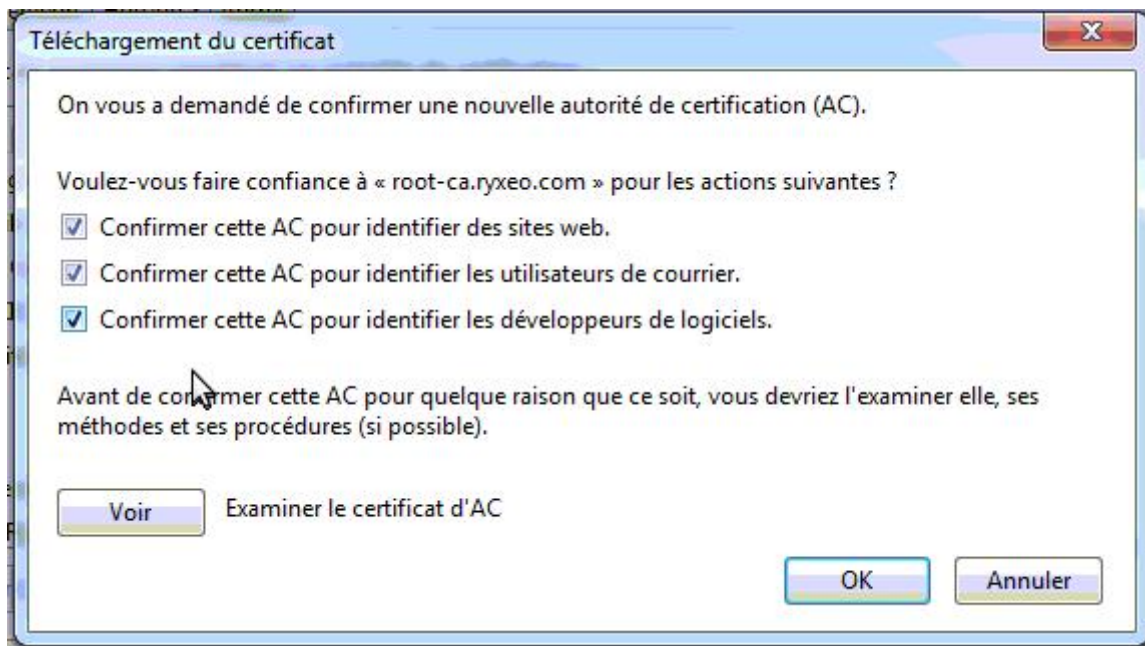 Téléchargement du certificat
On vous a demandé de confirmer une nouvelle autorité de certification (AC).
Voulez-vous faire confiance à « root-ca.ryxeo.com » pour les actions suivantes ?
Confirmer cette AC pour identifier des sites web.
Confirmer cette AC pour identifier les utilisateurs de courrier.
Confirmer cette AC pour identifier les développeurs de logiciels.
Avant de confirmer cette AC pour quelque raison que ce soit, vous devriez l'examiner elle, ses
méthodes et ses procédures (si possible).
Voir Examiner le certificat d'AC
OK Annuler